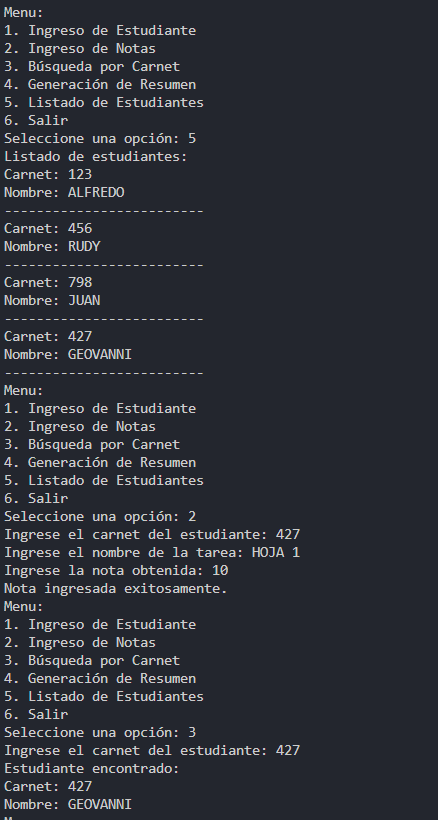 Menu:
1. Ingreso de Estudiante
2. Ingreso de Notas
3. Búsqueda por Carnet
4. Generación de Resumen
5. Listado de Estudiantes
6. Salir
Seleccione una opción: 5
Listado de estudiantes:
Carnet: 123
Nombre: ALFREDO
-------------------------
Carnet: 456
Nombre: RUDY
-------------------------
Carnet: 798
Nombre: JUAN
-------------------------
Carnet: 427
Nombre: GEOVANNI
-------------------------
Menu:
1. Ingreso de Estudiante
2. Ingreso de Notas
3. Búsqueda por Carnet
4. Generación de Resumen
5. Listado de Estudiantes
6. Salir
Seleccione una opción: 2
Ingrese el carnet del estudiante: 427
Ingrese el nombre de la tarea: HOJA 1
Ingrese la nota obtenida: 10
Nota ingresada exitosamente.
Menu:
1. Ingreso de Estudiante
2. Ingreso de Notas
3. Búsqueda por Carnet
4. Generación de Resumen
5. Listado de Estudiantes
6. Salir
Seleccione una opción: 3
Ingrese el carnet del estudiante: 427
Estudiante encontrado:
Carnet: 427
Nombre: GEOVANNI